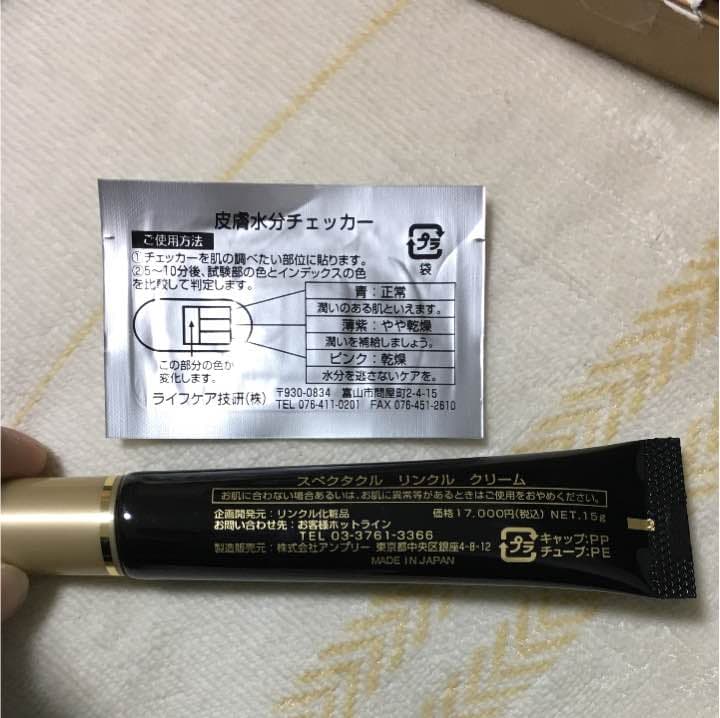 皮膚水分チェッカー
ご使用方法
プラ
袋
①チェッカーを肌の調べたい部位に貼ります。
②5〜10分後、試験部の色とインデックスの色
を比較して判定します。
青：正常
潤いのある肌といえます。
薄紫：やや乾燥
潤いを補給しましょう。
ピンク：乾燥
水分を逃さないケアを。
この部分の色が
変化します。
ライフケア技研（株） 〒930-0834 富山市問屋町2-4-15
TEL 076-411-0201 FAX 076-451-2610
スペクタクル リンクル クリーム
お肌に合わない場合あるいは、お肌に異常等があるときはご使用をおやめください。
企画開発元：リンクル化粧品 価格17,000円(税込) NET.15g
お問い合わせ先：お客様ホットライン
TEL 03-3761-3366
製造販売元：株式会社アンプリー 東京都中央区銀座4-8-12
MADE IN JAPAN
プラ
キャップ:PP
チューブ:PE